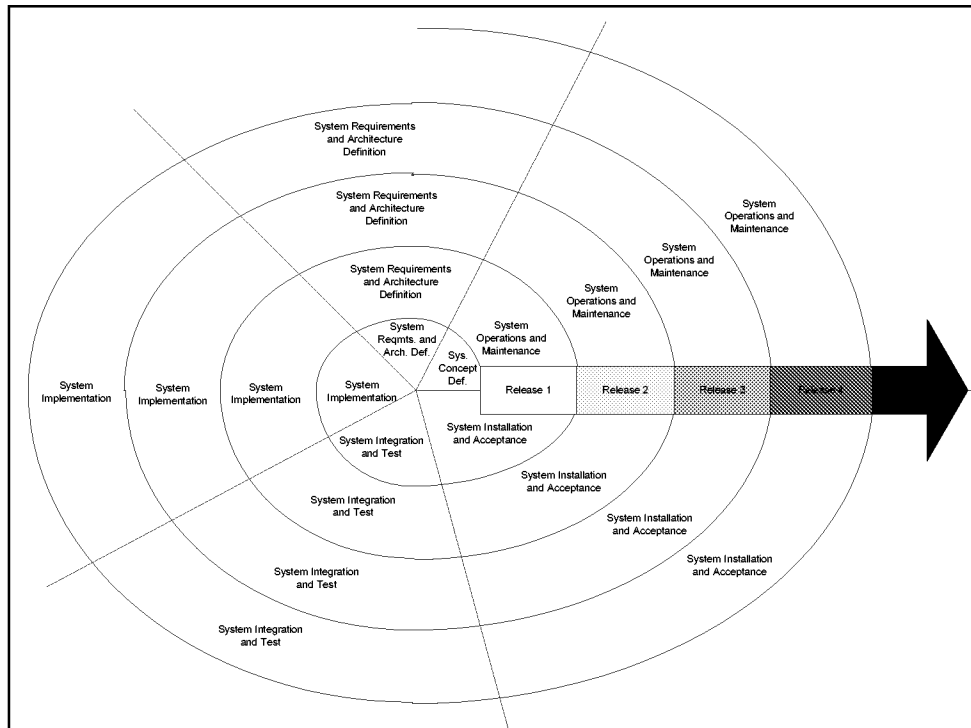 System Requirements
and Architecture
Definition
System Requirements
and Architecture
Definition
System
Operations and
Maintenance
System
Operations and
Maintenance
System Requirements
and Architecture
Definition
System
Operations and
Maintenance
System
Reqmts. and
Arch. Def.
System
Operations and
Maintenance
Sys.
Concept
Def.
System
Implementation
System
Implementation
System
Implementation
System
Implementation
Release 1
Release 2
Release 3
Release 4
System Installation
and Acceptance
System Integration
and Test
System Installation
and Acceptance
System Integration
and Test
System Installation
and Acceptance
System Installation
and Acceptance
System Integration
and Test
System Integration
and Test